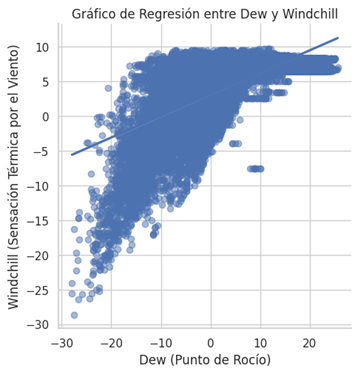 Gráfico de Regresión entre Dew y Windchill
Windchill (Sensación Térmica por el Viento)
10
5
0
−5
−10
−15
−20
−25
−30
−30 −20 −10 0 10 20
Dew (Punto de Rocío)